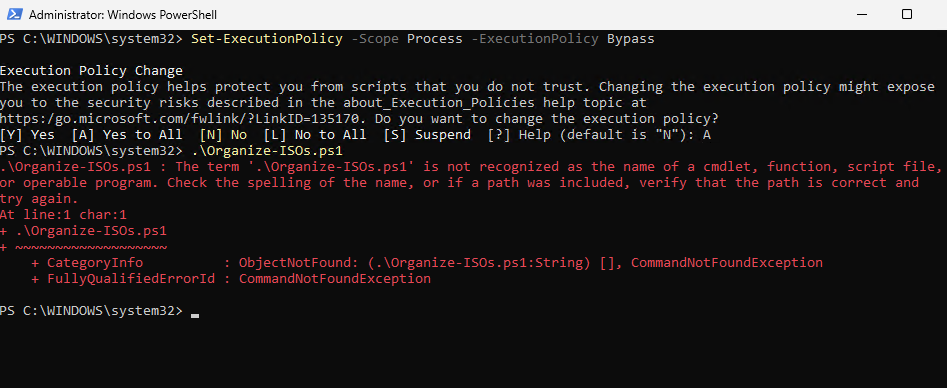 Administrator: Windows PowerShell
PS C:\WINDOWS\system32> Set-ExecutionPolicy -Scope Process -ExecutionPolicy Bypass
Execution Policy Change
The execution policy helps protect you from scripts that you do not trust. Changing the execution policy might expose
you to the security risks described in the about_Execution_Policies help topic at
https:/go.microsoft.com/fwlink/?LinkID=135170. Do you want to change the execution policy?
[Y] Yes  [A] Yes to All  [N] No  [L] No to All  [S] Suspend  [?] Help (default is "N"): A
PS C:\WINDOWS\system32> .\Organize-ISOs.ps1
.\Organize-ISOs.ps1 : The term '.\Organize-ISOs.ps1' is not recognized as the name of a cmdlet, function, script file,
or operable program. Check the spelling of the name, or if a path was included, verify that the path is correct and
try again.
At line:1 char:1
+ .\Organize-ISOs.ps1
+ ~~~~~~~~~~~~~~~~~~~
    + CategoryInfo          : ObjectNotFound: (.\Organize-ISOs.ps1:String) [], CommandNotFoundException
    + FullyQualifiedErrorId : CommandNotFoundException
PS C:\WINDOWS\system32>